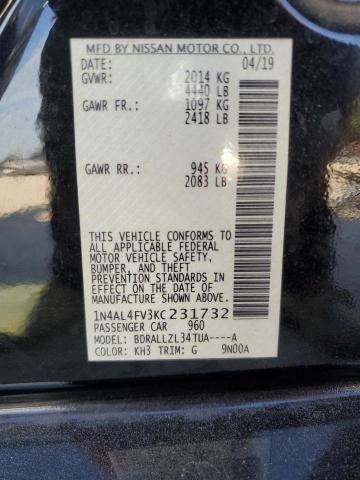 MFD BY NISSAN MOTOR CO., LTD.
DATE: 04/19
GVWR: 2014 KG
4440 LB
GAWR FR.: 1097 KG
2418 LB
GAWR RR.: 945 KG
2083 LB
THIS VEHICLE CONFORMS TO
ALL APPLICABLE FEDERAL
MOTOR VEHICLE SAFETY,
BUMPER, AND THEFT
PREVENTION STANDARDS IN
EFFECT ON THE DATE OF
MANUFACTURE SHOWN ABOVE.
1N4AL4FV3KC231732
PASSENGER CAR 960
MODEL: BDRALLZL34TUA----A
COLOR: KH3 TRIM: G 9N00A